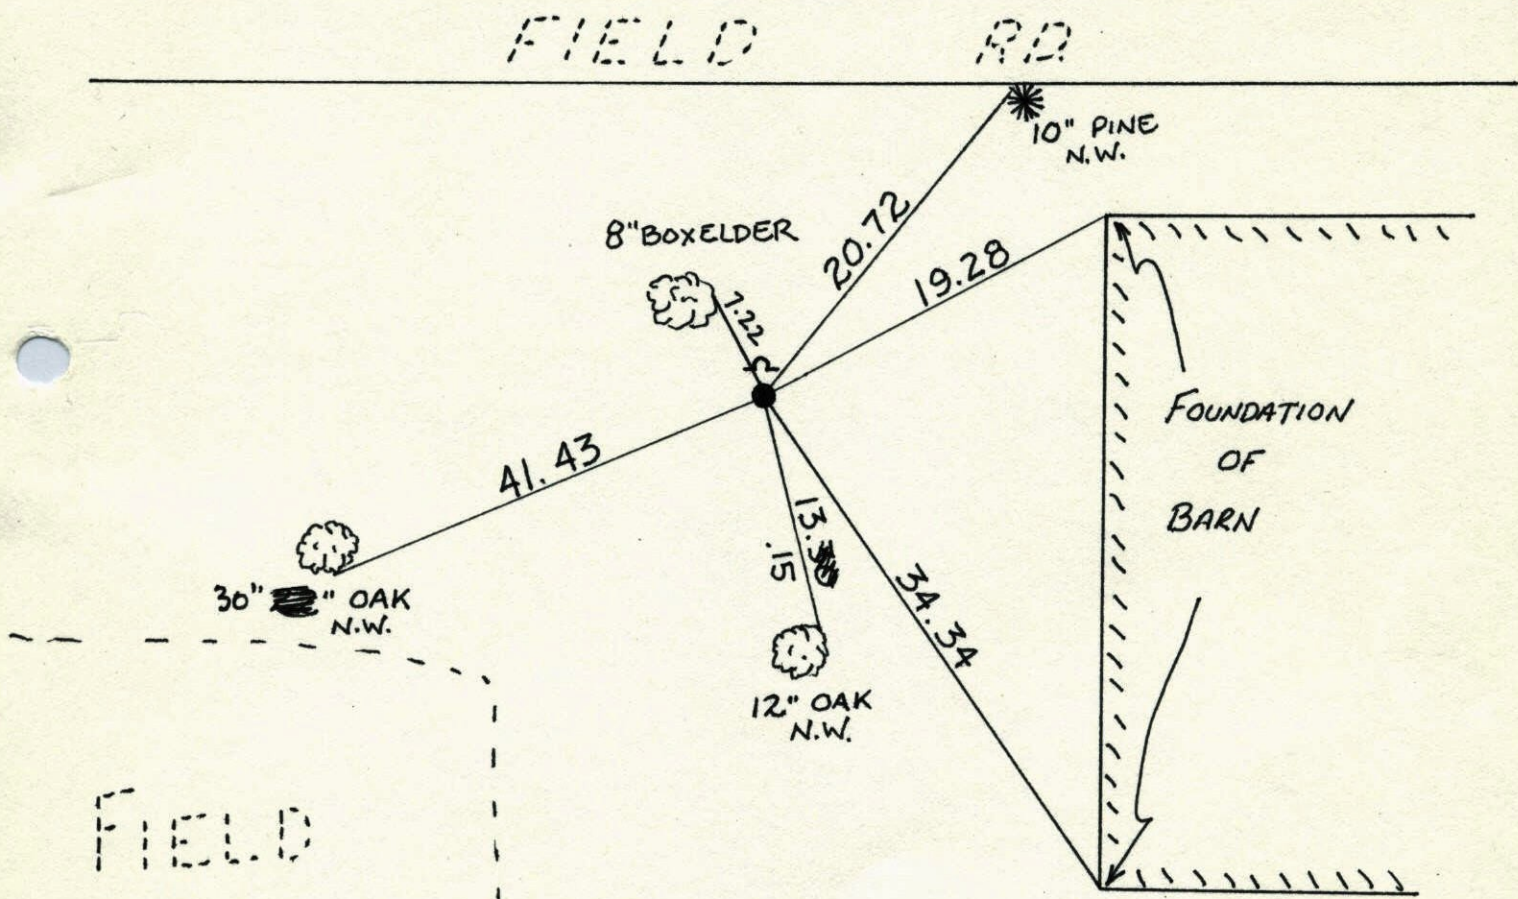 FIELD RD.
10" PINE
N.W.
8" BOXELDER
20.72
19.28
7.22
FOUNDATION
OF
BARN
41.43
13.
.15
34.34
30" " OAK
N.W.
12" OAK
N.W.
FIELD